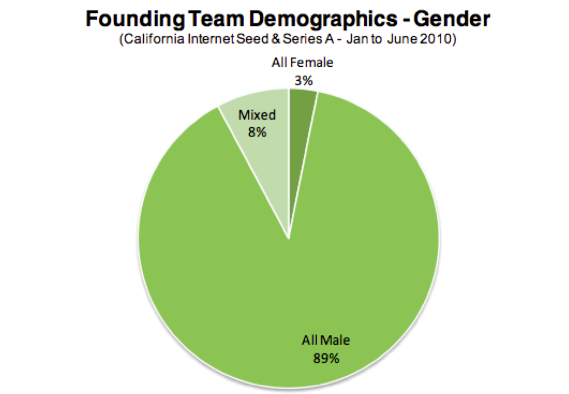 Founding Team Demographics - Gender
(California Internet Seed & Series A - Jan to June 2010)
All Female
3%
Mixed
8%
All Male
89%